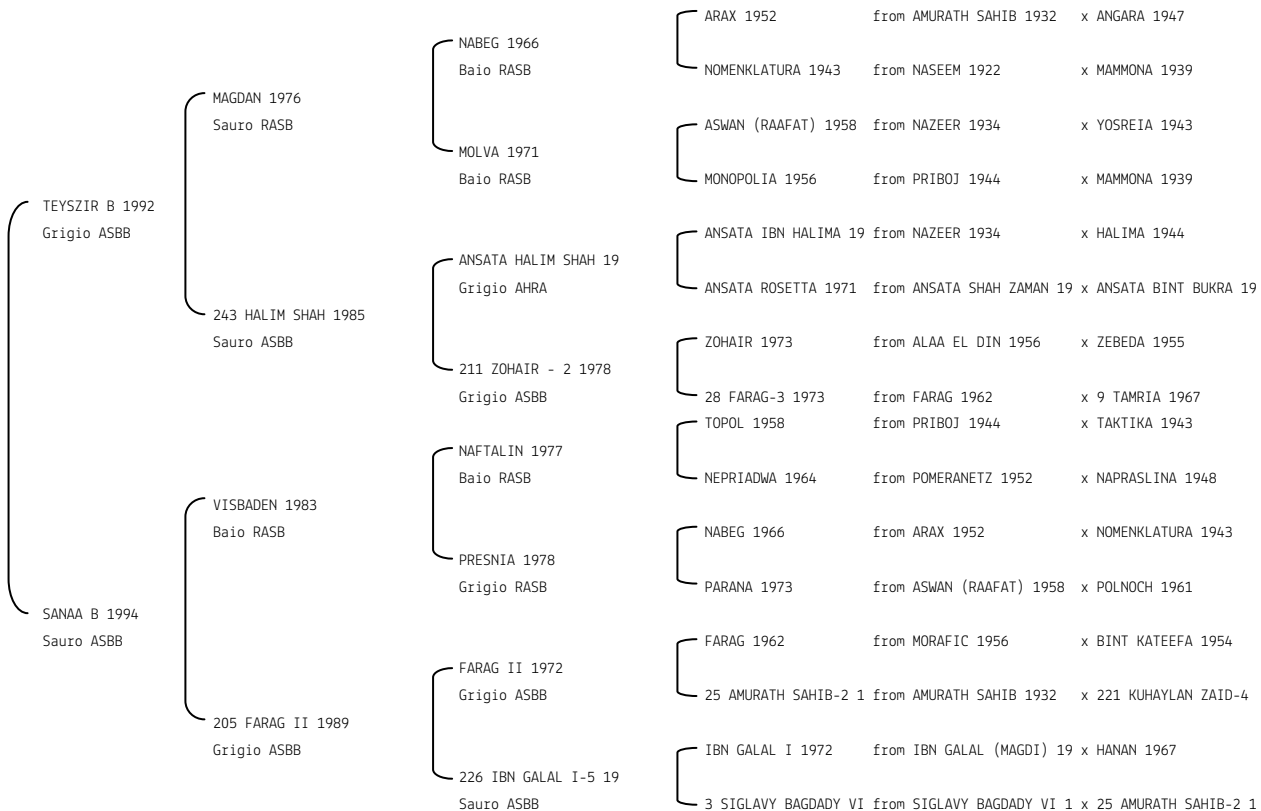 ARAX 1952 from AMURATH SAHIB 1932 x ANGARA 1947
NABEG 1966
Baio RASB
NOMENKLATURA 1943 from NASEEM 1922 x MAMMONA 1939
MAGDAN 1976
Sauro RASB
ASWAN (RAAFAT) 1958 from NAZEER 1934 x YOSREIA 1943
MOLVA 1971
Baio RASB
MONOPOLIA 1956 from PRIBOJ 1944 x MAMMONA 1939
TEYSZIR B 1992
Grigio ASBB
ANSATA IBN HALIMA 19 from NAZEER 1934 x HALIMA 1944
ANSATA HALIM SHAH 19
Grigio AHRA
ANSATA ROSETTA 1971 from ANSATA SHAH ZAMAN 19 x ANSATA BINT BUKRA 19
243 HALIM SHAH 1985
Sauro ASBB
ZOHAIR 1973 from ALAA EL DIN 1956 x ZEBEDA 1955
211 ZOHAIR - 2 1978
Grigio ASBB
28 FARAG-3 1973 from FARAG 1962 x 9 TAMRIA 1967
TOPOL 1958 from PRIBOJ 1944 x TAKTIKA 1943
NAFTALIN 1977
Baio RASB
NEPRIADWA 1964 from POMERANETZ 1952 x NAPRASLINA 1948
VISBADEN 1983
Baio RASB
NABEG 1966 from ARAX 1952 x NOMENKLATURA 1943
PRESNIA 1978
Grigio RASB
PARANA 1973 from ASWAN (RAAFAT) 1958 x POLNOCH 1961
SANAA B 1994
Sauro ASBB
FARAG 1962 from MORAFIC 1956 x BINT KATEEFA 1954
FARAG II 1972
Grigio ASBB
25 AMURATH SAHIB-2 1 from AMURATH SAHIB 1932 x 221 KUHAYLAN ZAID-4
205 FARAG II 1989
Grigio ASBB
IBN GALAL I 1972 from IBN GALAL (MAGDI) 19 x HANAN 1967
226 IBN GALAL I-5 19
Sauro ASBB
3 SIGLAVY BAGDADY VI from SIGLAVY BAGDADY VI 1 x 25 AMURATH SAHIB-2 1